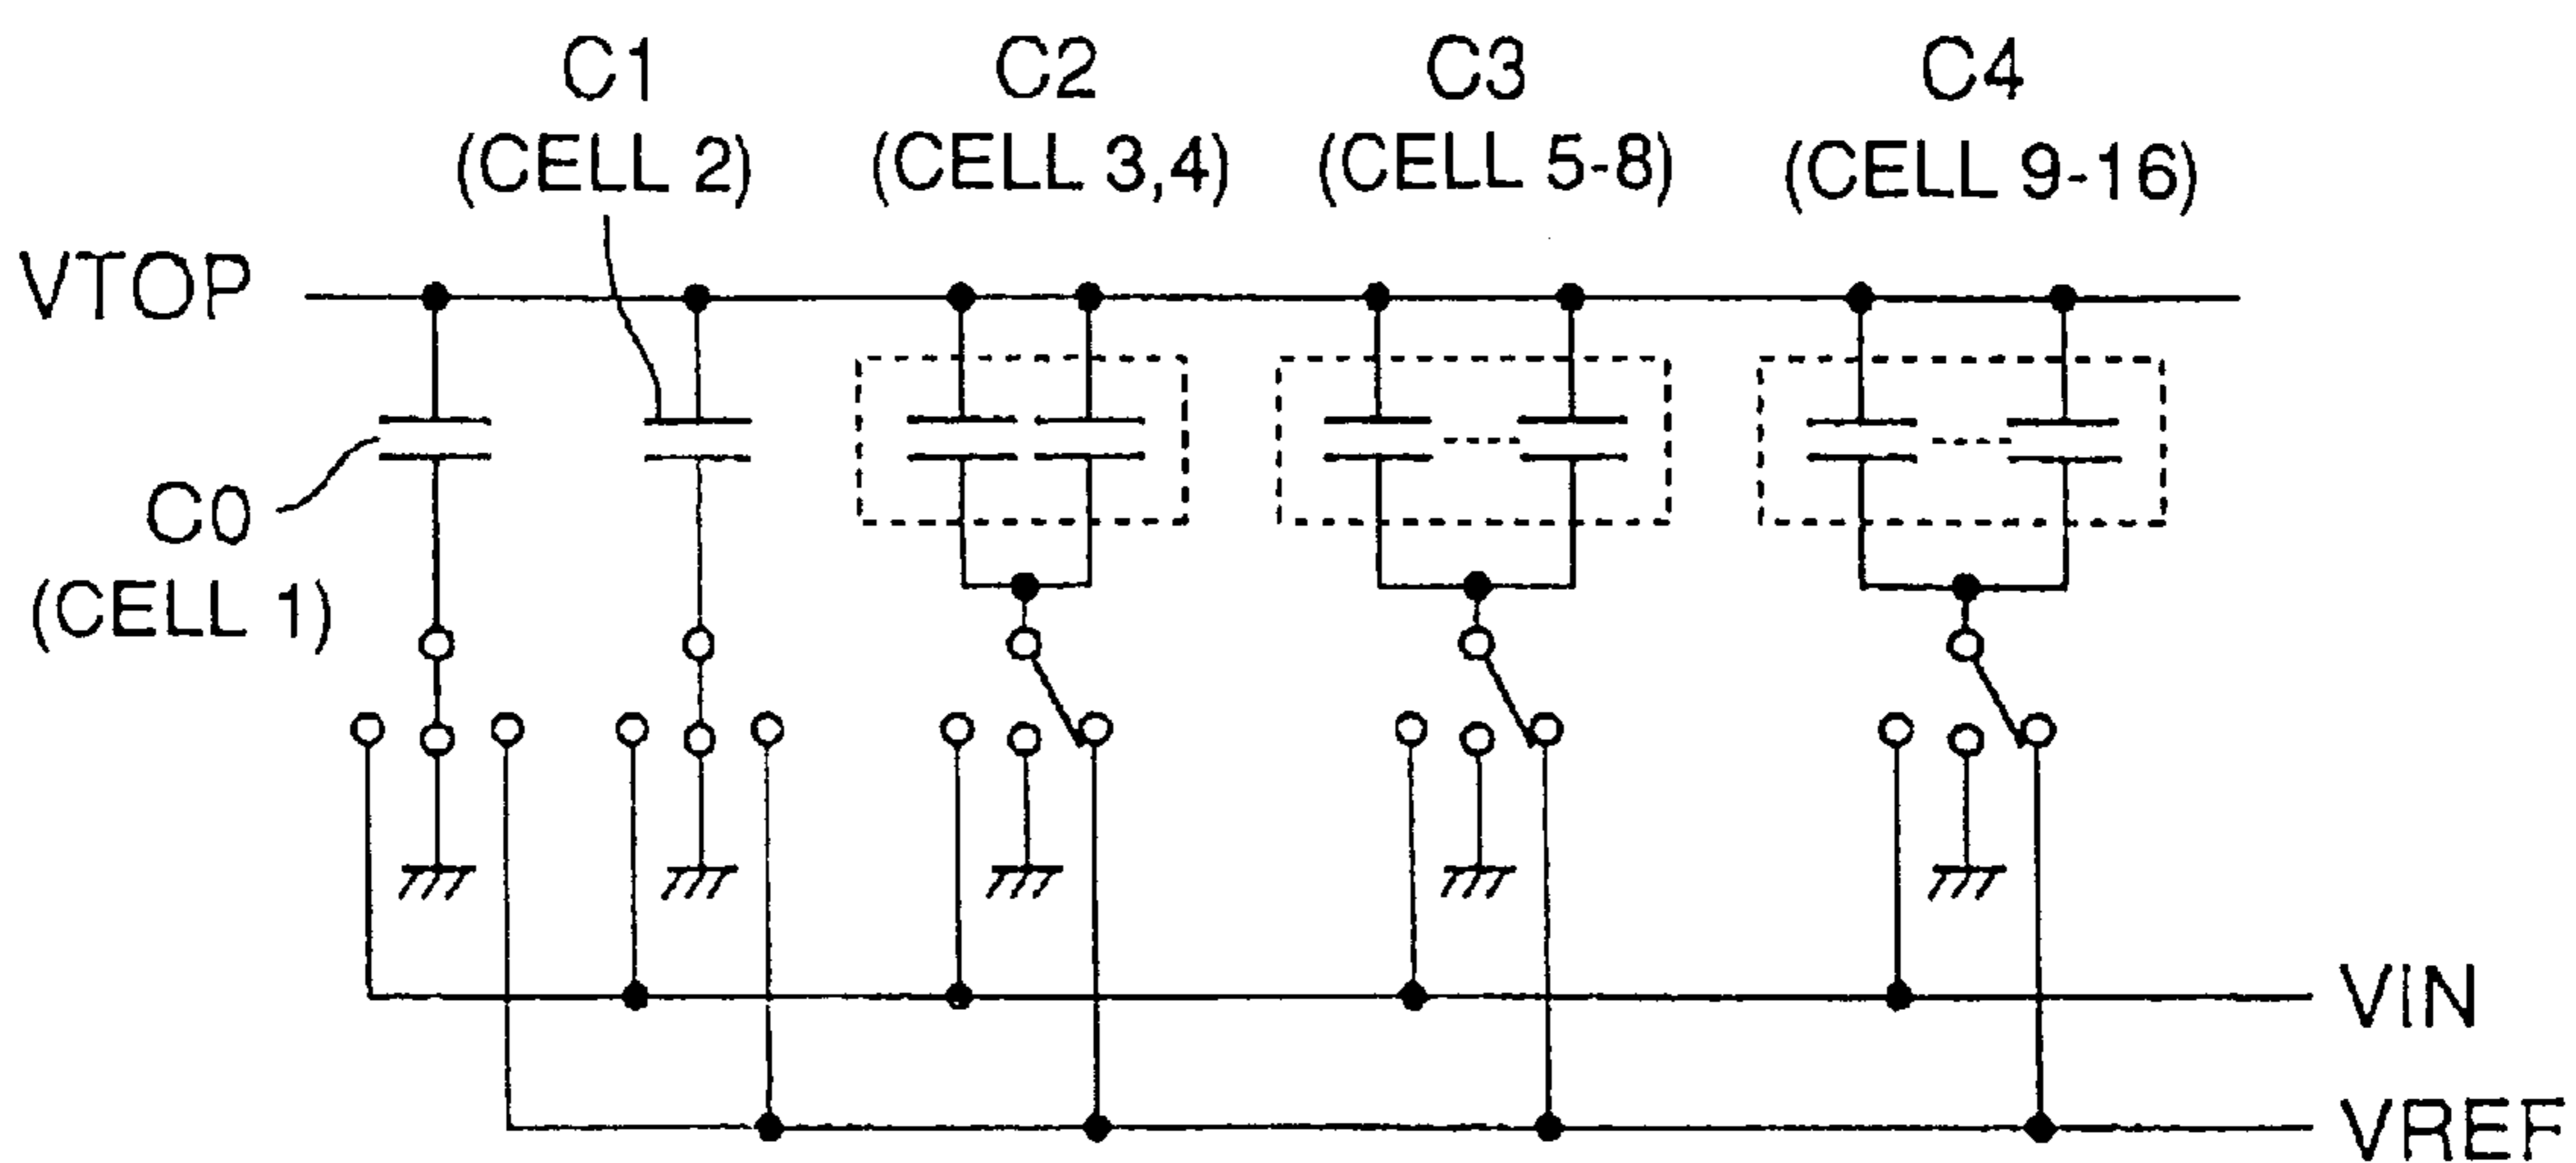 C1
(CELL 2)
C2
(CELL 3,4)
C3
(CELL 5-8)
C4
(CELL 9-16)
VTOP
C0
(CELL 1)
VIN
VREF